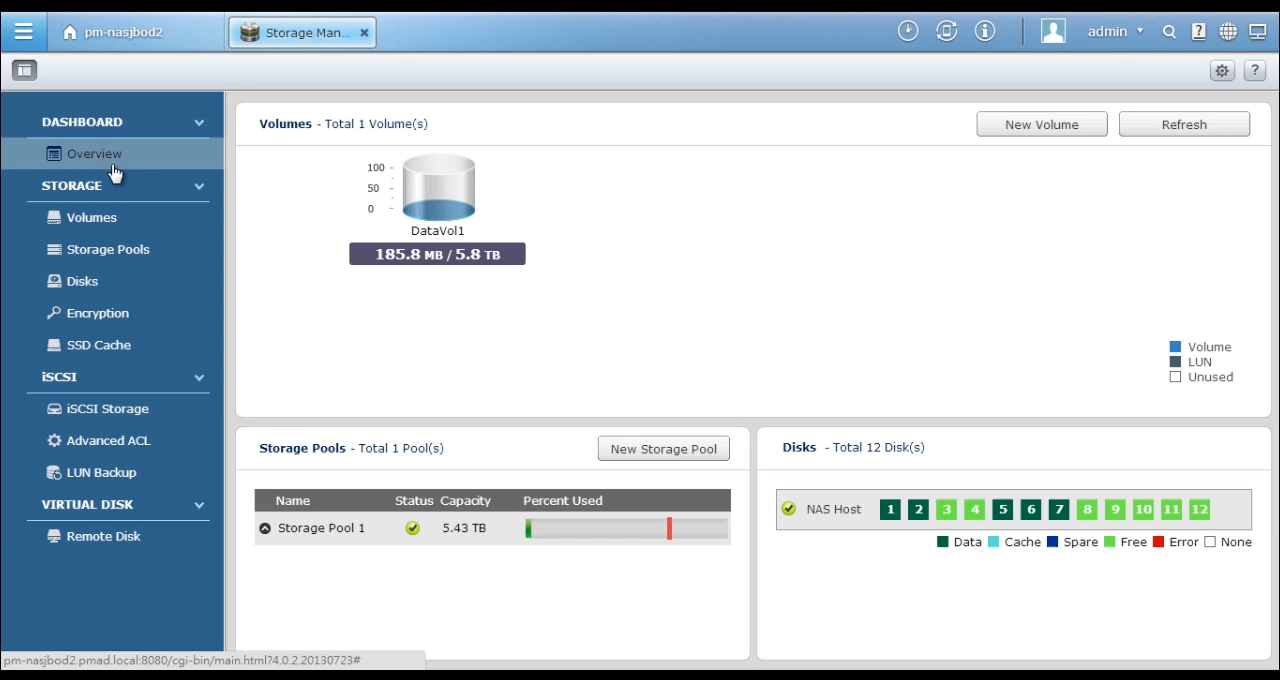 pm-nasjbod2
Storage Man...
admin
DASHBOARD
Overview
STORAGE
Volumes
Storage Pools
Disks
Encryption
SSD Cache
iSCSI
iSCSI Storage
Advanced ACL
LUN Backup
VIRTUAL DISK
Remote Disk
Volumes - Total 1 Volume(s)
New Volume
Refresh
100
50
0
DataVol1
185.8 MB / 5.8 TB
Volume
LUN
Unused
Storage Pools - Total 1 Pool(s)
New Storage Pool
Name Status Capacity Percent Used
Storage Pool 1 5.43 TB
Disks - Total 12 Disk(s)
NAS Host 1 2 3 4 5 6 7 8 9 10 11 12
Data Cache Spare Free Error None
pm-nasjbod2.pmad.local:8080/cgi-bin/main.html?4.0.2.20130723#